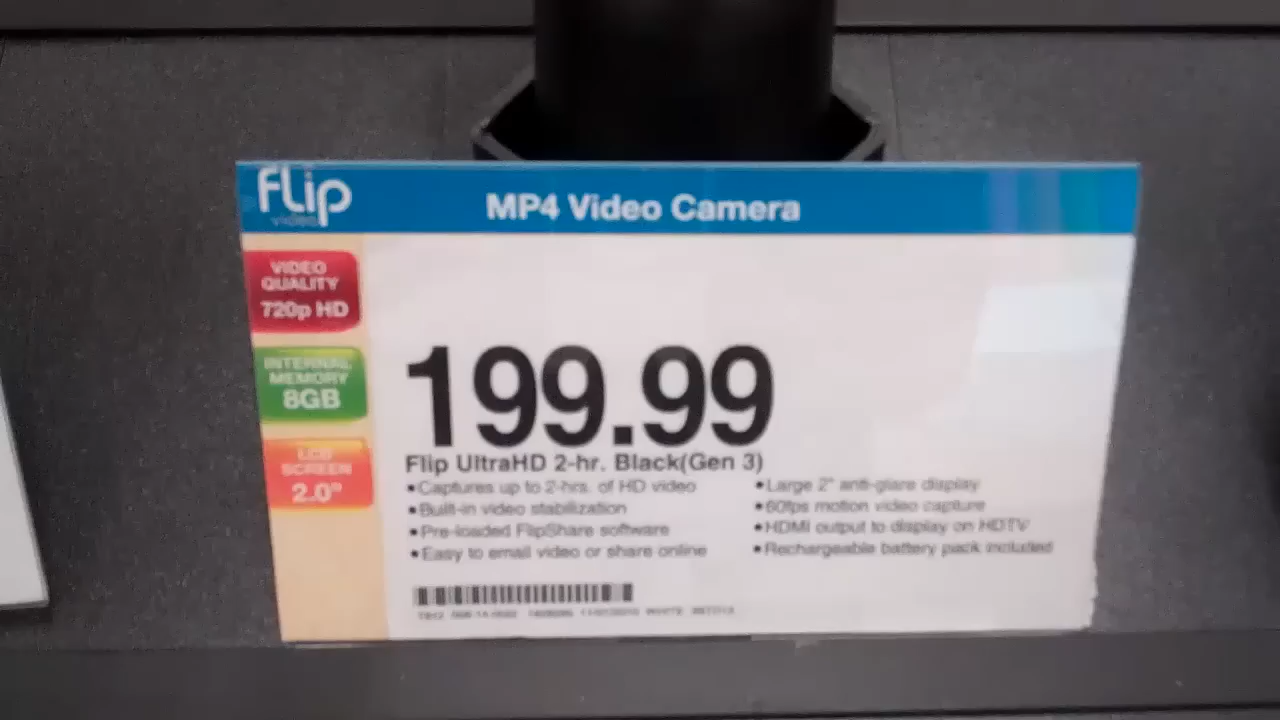 flip
video
MP4 Video Camera
VIDEO
QUALITY
720p HD
INTERNAL
MEMORY
8GB
LCD
SCREEN
2.0"
199.99
Flip UltraHD 2-hr. Black(Gen 3)
•Captures up to 2-hrs. of HD video
•Built-in video stabilization
•Pre-loaded FlipShare software
•Easy to email video or share online
•Large 2" anti-glare display
•60fps motion video capture
•HDMI output to display on HDTV
•Rechargeable battery pack included